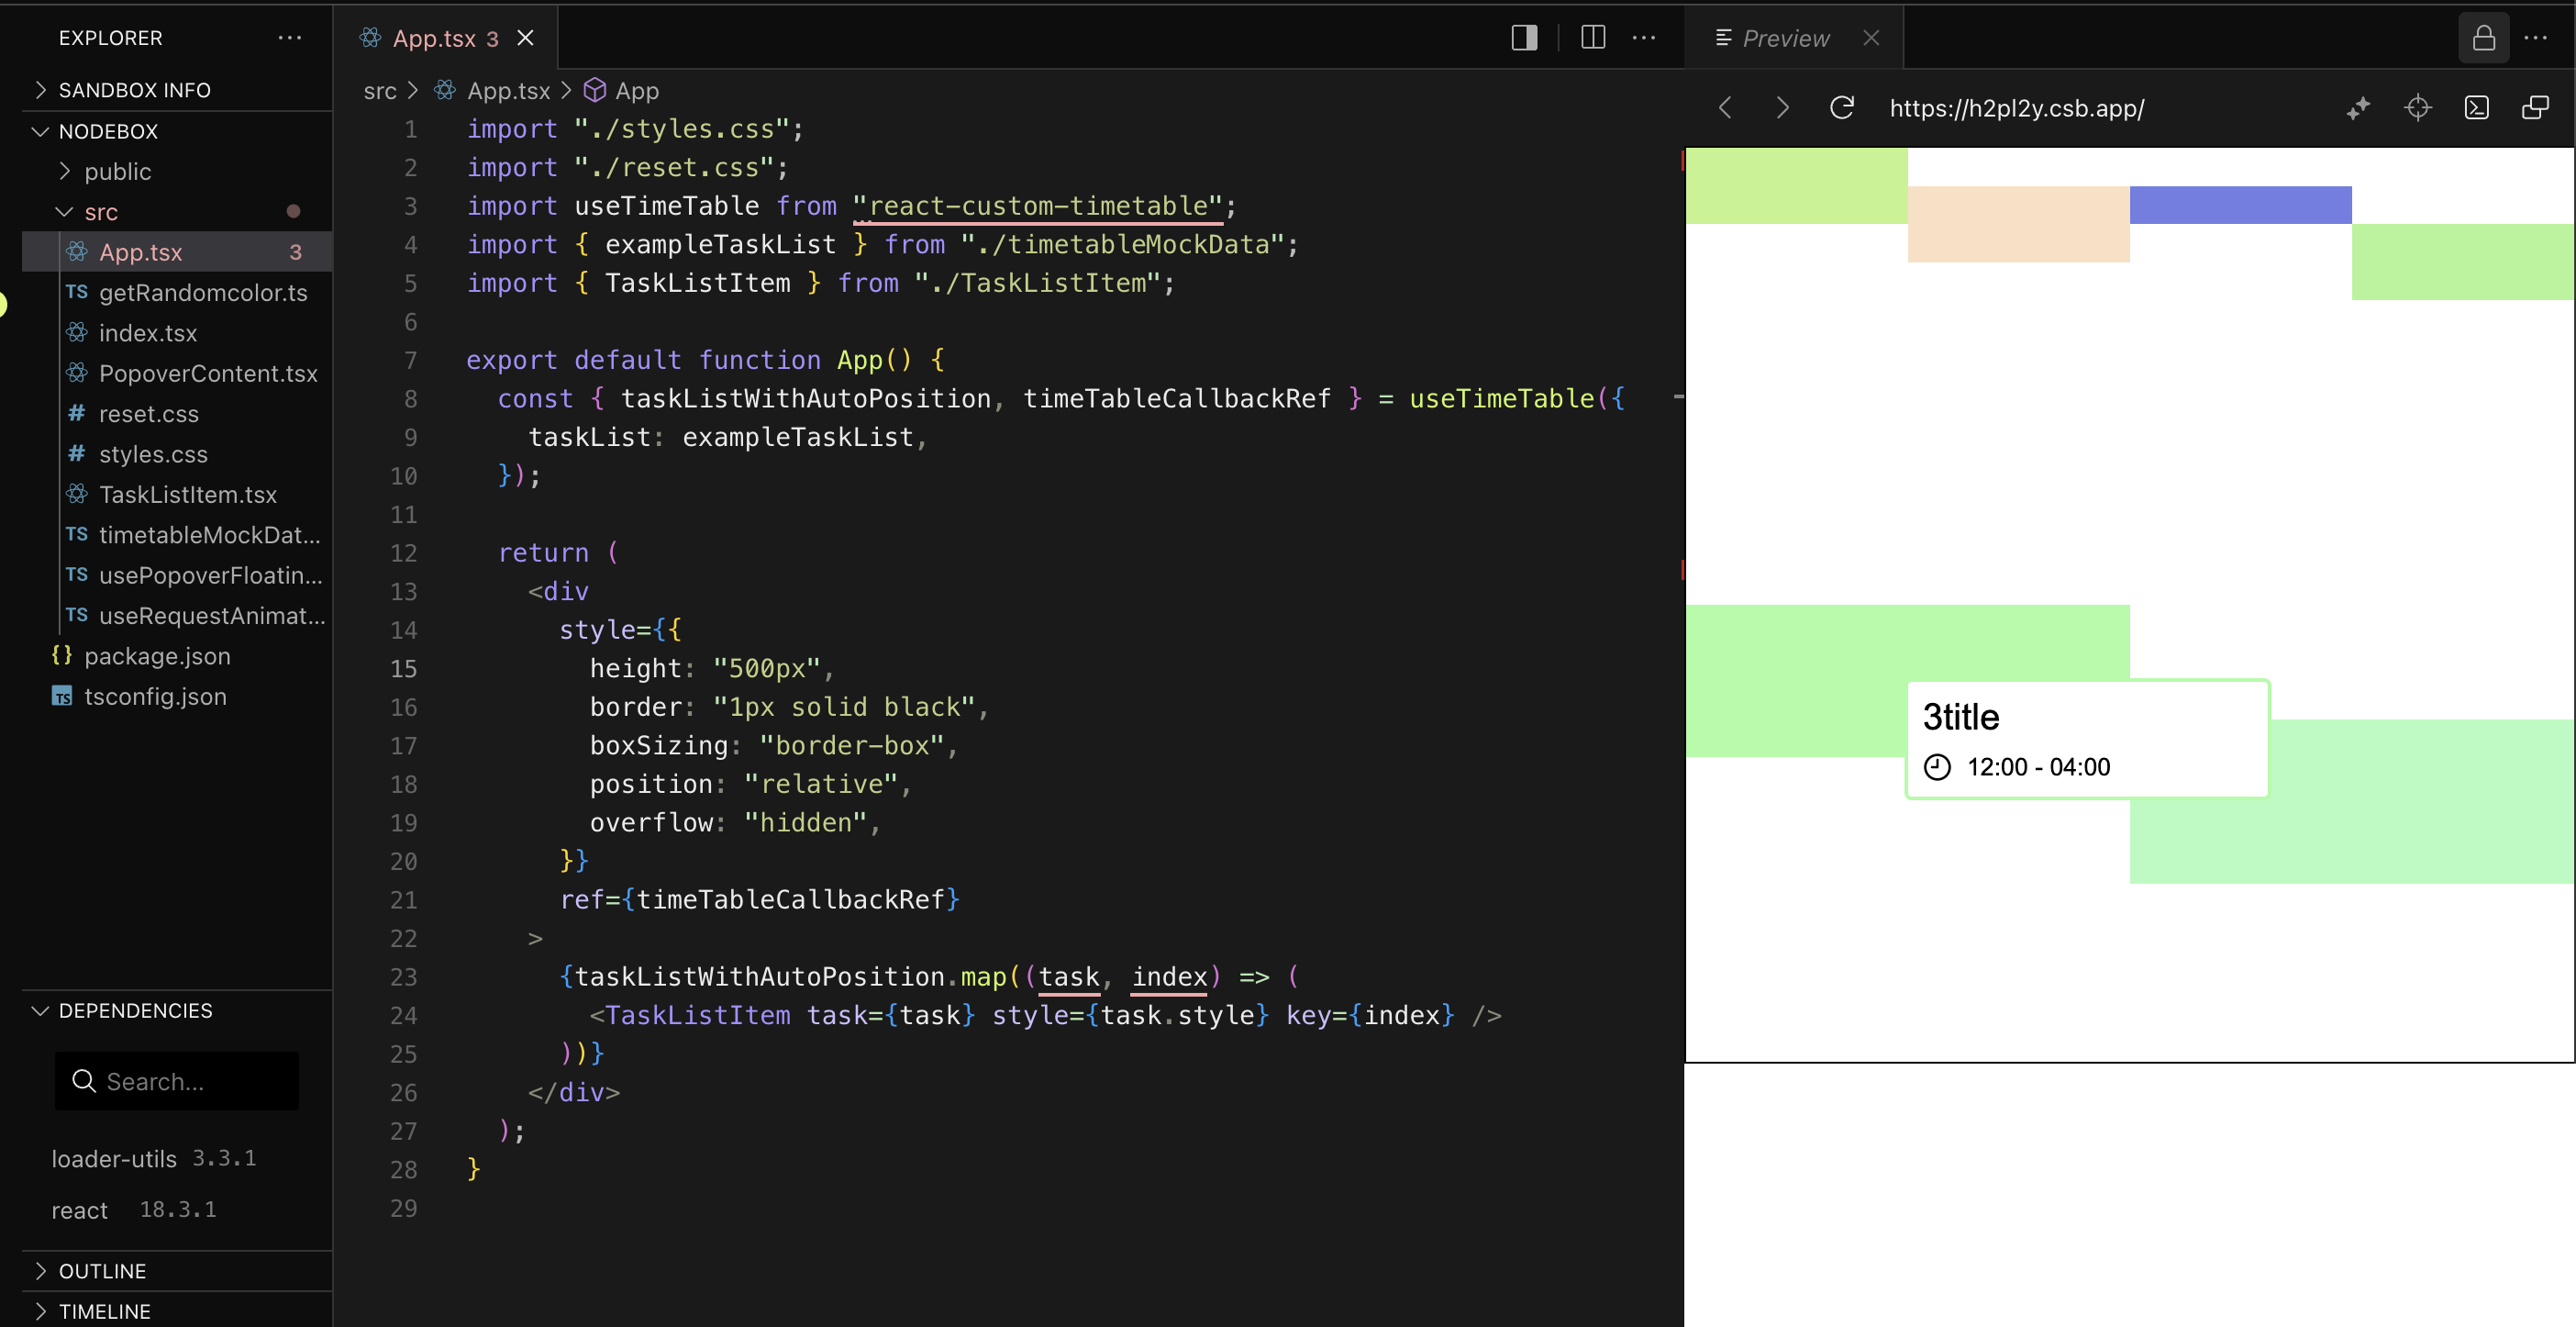 EXPLORER
SANDBOX INFO
NODEBOX
public
src
App.tsx 3
getRandomcolor.ts
index.tsx
PopoverContent.tsx
reset.css
styles.css
TaskListItem.tsx
timetableMockDat...
usePopoverFloatin...
useRequestAnimat...
package.json
tsconfig.json
DEPENDENCIES
Search...
loader-utils 3.3.1
react 18.3.1
OUTLINE
TIMELINE
App.tsx 3
src > App.tsx > App
1 import "./styles.css";
2 import "./reset.css";
3 import useTimeTable from "react-custom-timetable";
4 import { exampleTaskList } from "./timetableMockData";
5 import { TaskListItem } from "./TaskListItem";
6
7 export default function App() {
8 const { taskListWithAutoPosition, timeTableCallbackRef } = useTimeTable({
9 taskList: exampleTaskList,
10 });
11
12 return (
13 <div
14 style={{
15 height: "500px",
16 border: "1px solid black",
17 boxSizing: "border-box",
18 position: "relative",
19 overflow: "hidden",
20 }}
21 ref={timeTableCallbackRef}
22 >
23 {taskListWithAutoPosition.map((task, index) => (
24 <TaskListItem task={task} style={task.style} key={index} />
25 ))}
26 </div>
27 );
28 }
29
Preview
https://h2pl2y.csb.app/
3title
12:00 - 04:00